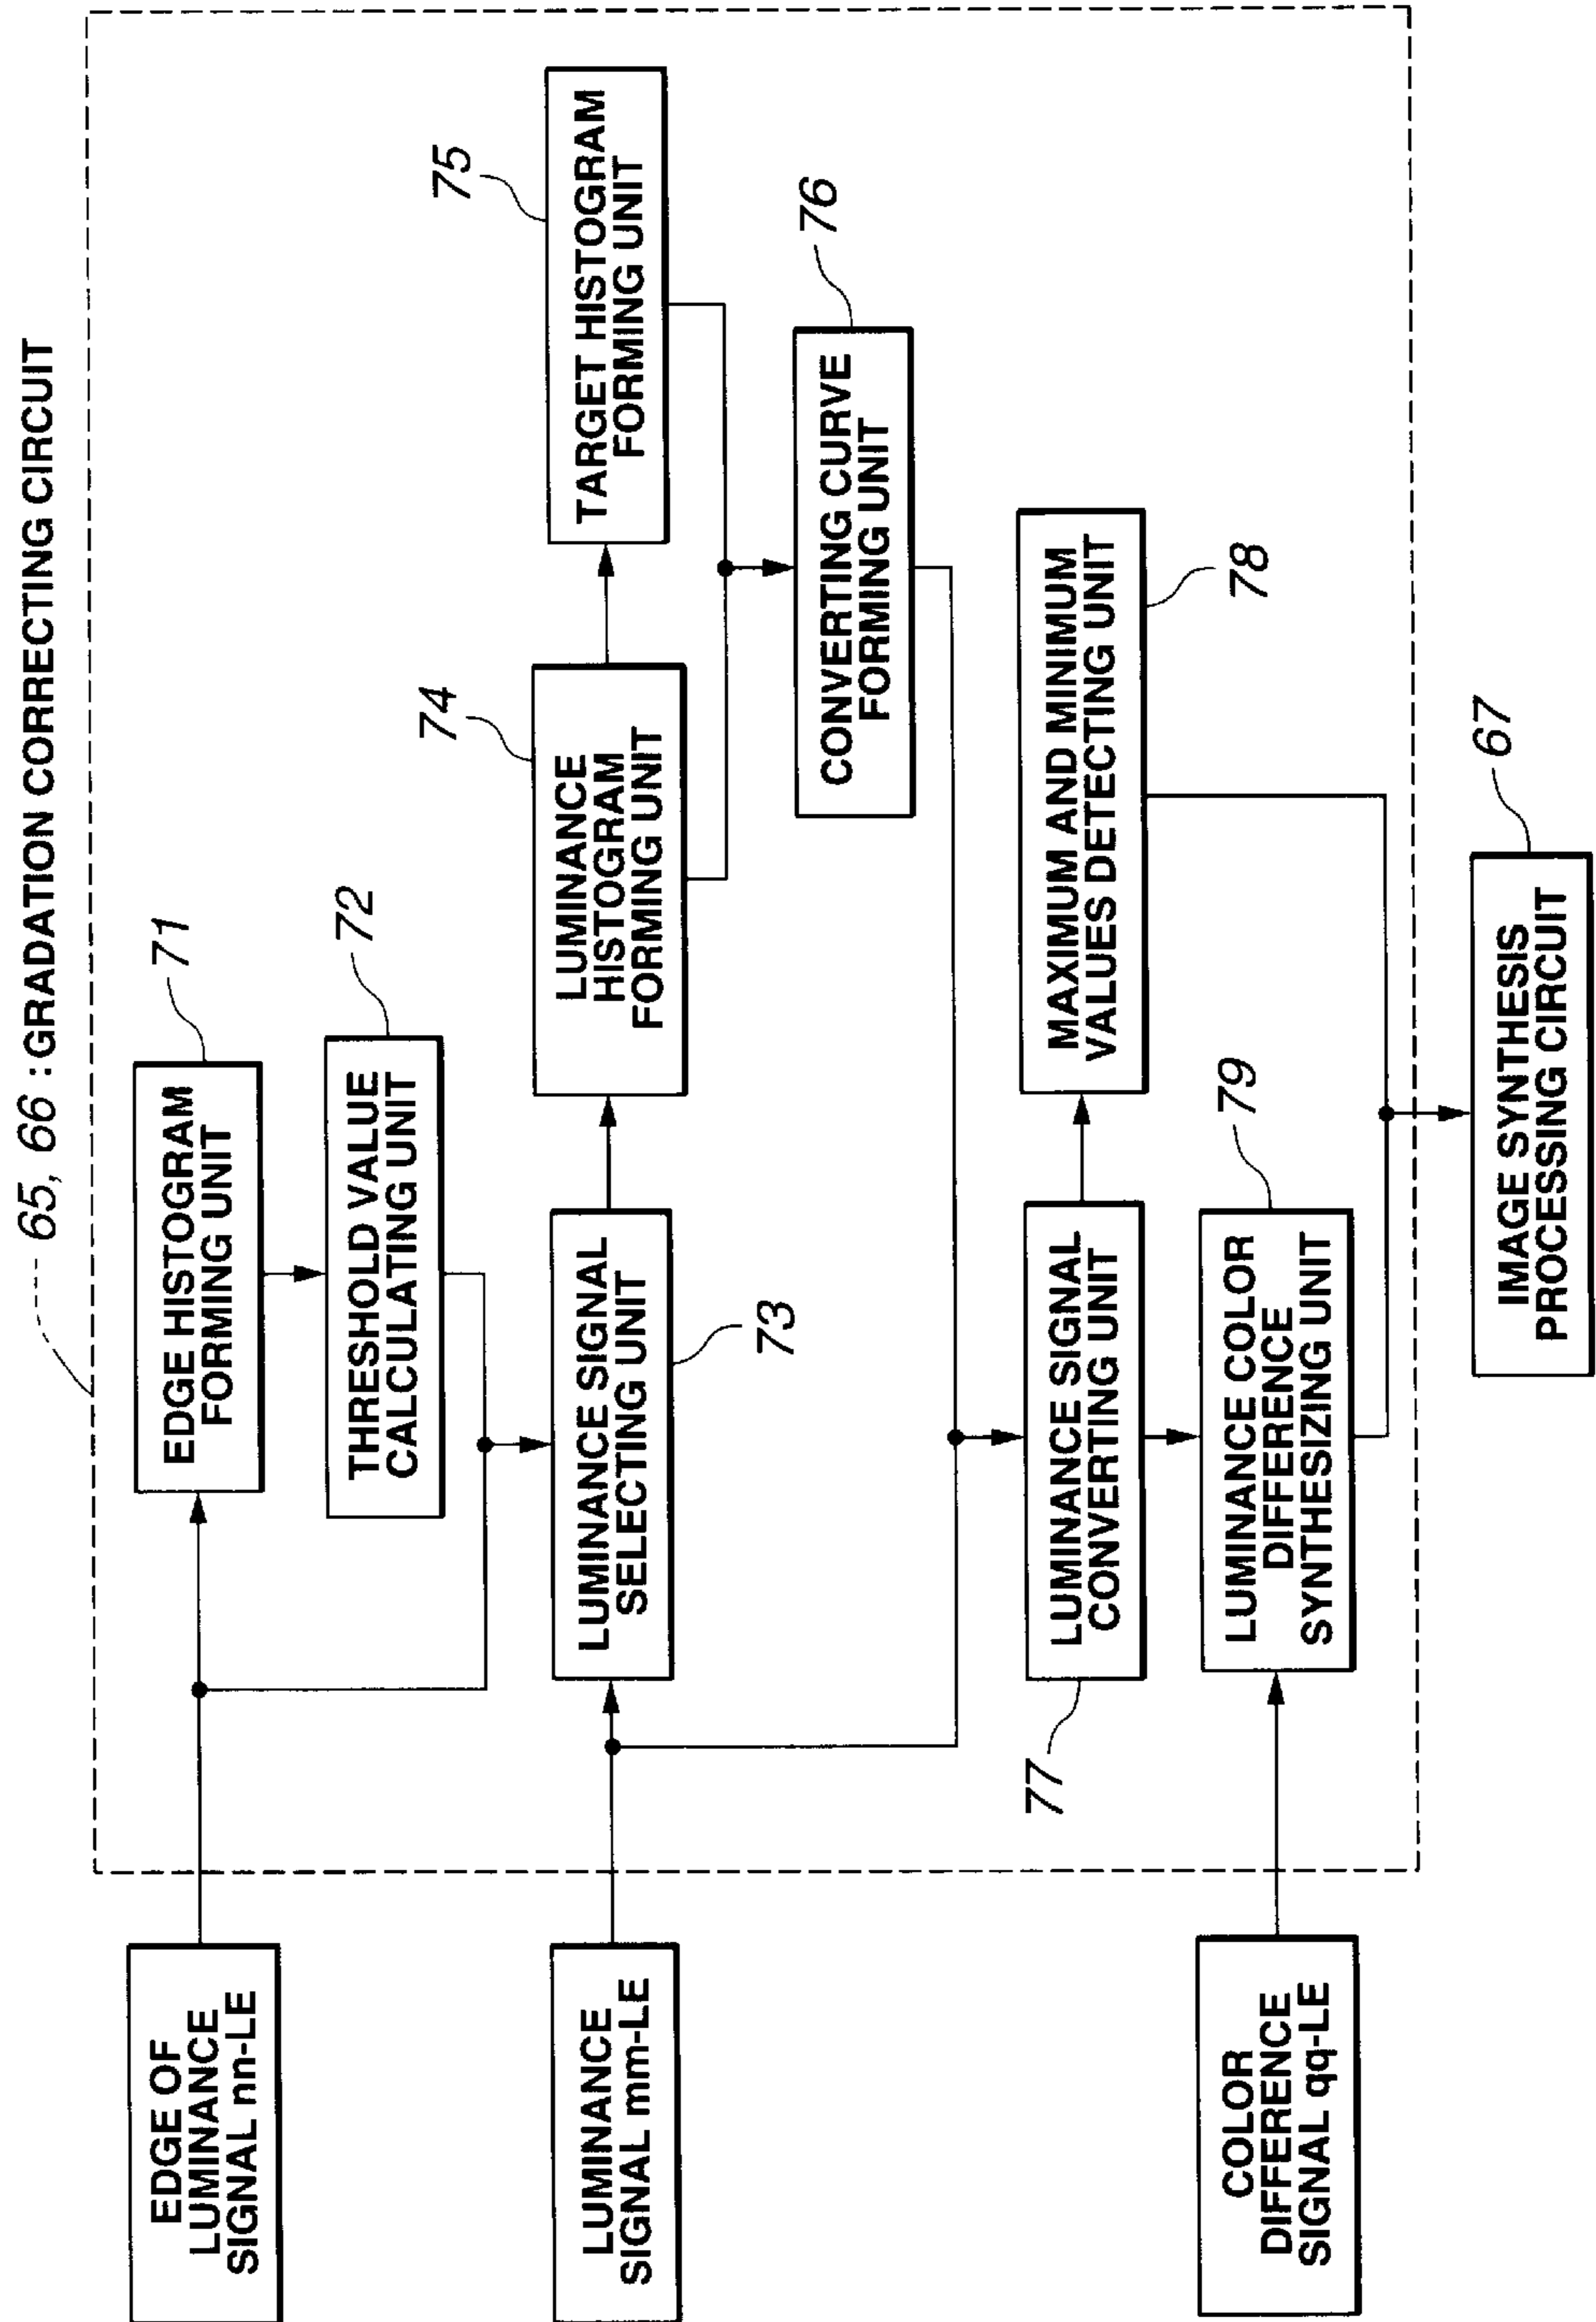 65, 66 : GRADATION CORRECTING CIRCUIT
EDGE OF
LUMINANCE
SIGNAL nn-LE
EDGE HISTOGRAM
FORMING UNIT
71
THRESHOLD VALUE
CALCULATING UNIT
72
LUMINANCE
SIGNAL mm-LE
LUMINANCE SIGNAL
SELECTING UNIT
73
LUMINANCE
HISTOGRAM
FORMING UNIT
74
TARGET HISTOGRAM
FORMING UNIT
75
CONVERTING CURVE
FORMING UNIT
76
LUMINANCE SIGNAL
CONVERTING UNIT
77
MAXIMUM AND MINIMUM
VALUES DETECTING UNIT
78
COLOR
DIFFERENCE
SIGNAL qq-LE
LUMINANCE COLOR
DIFFERENCE
SYNTHESIZING UNIT
79
IMAGE SYNTHESIS
PROCESSING CIRCUIT
67